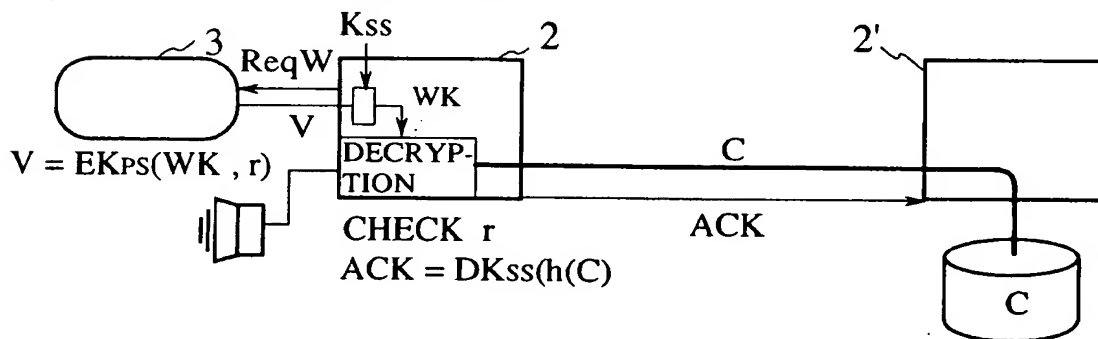 Kss
3
2
2'
ReqW
WK
V
C
V = EKPS(WK , r)
DECRYP-
TION
ACK
CHECK r
ACK = DKss(h(C)
C